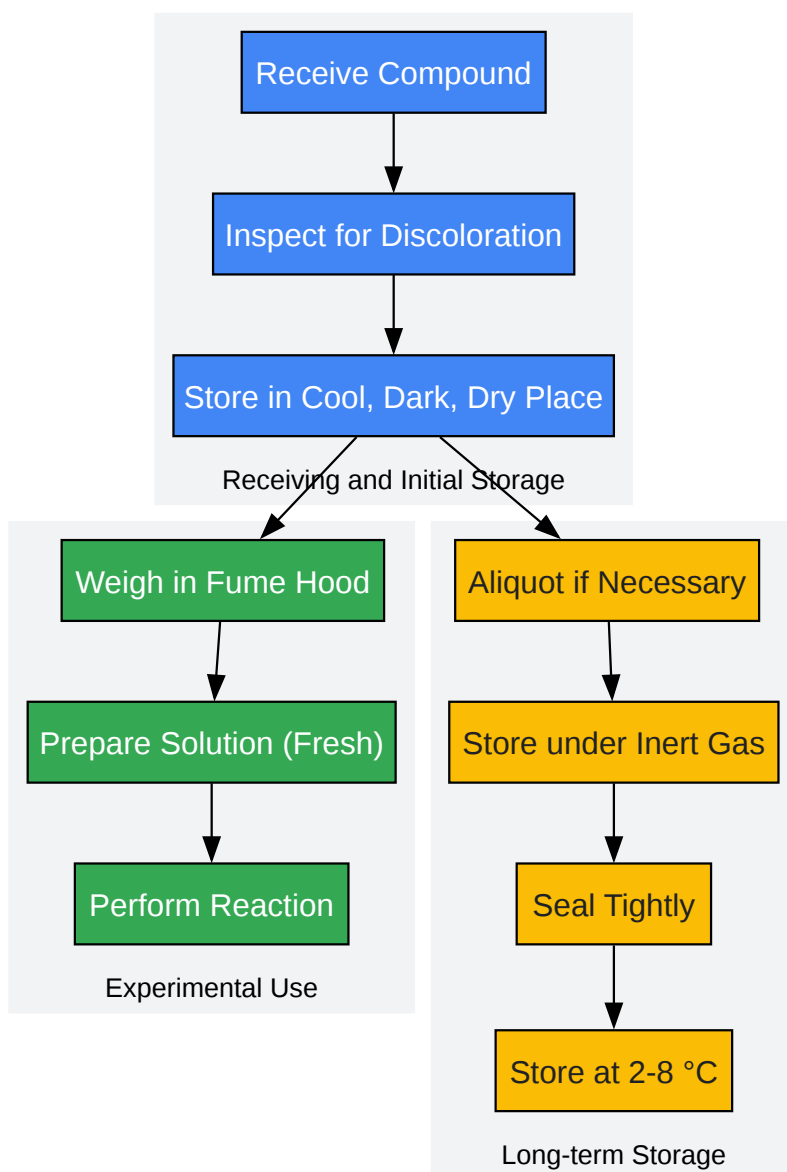 Receive Compound
Inspect for Discoloration
Store in Cool, Dark, Dry Place
Receiving and Initial Storage
Weigh in Fume Hood
Prepare Solution (Fresh)
Perform Reaction
Experimental Use
Aliquot if Necessary
Store under Inert Gas
Seal Tightly
Store at 2-8 °C
Long-term Storage